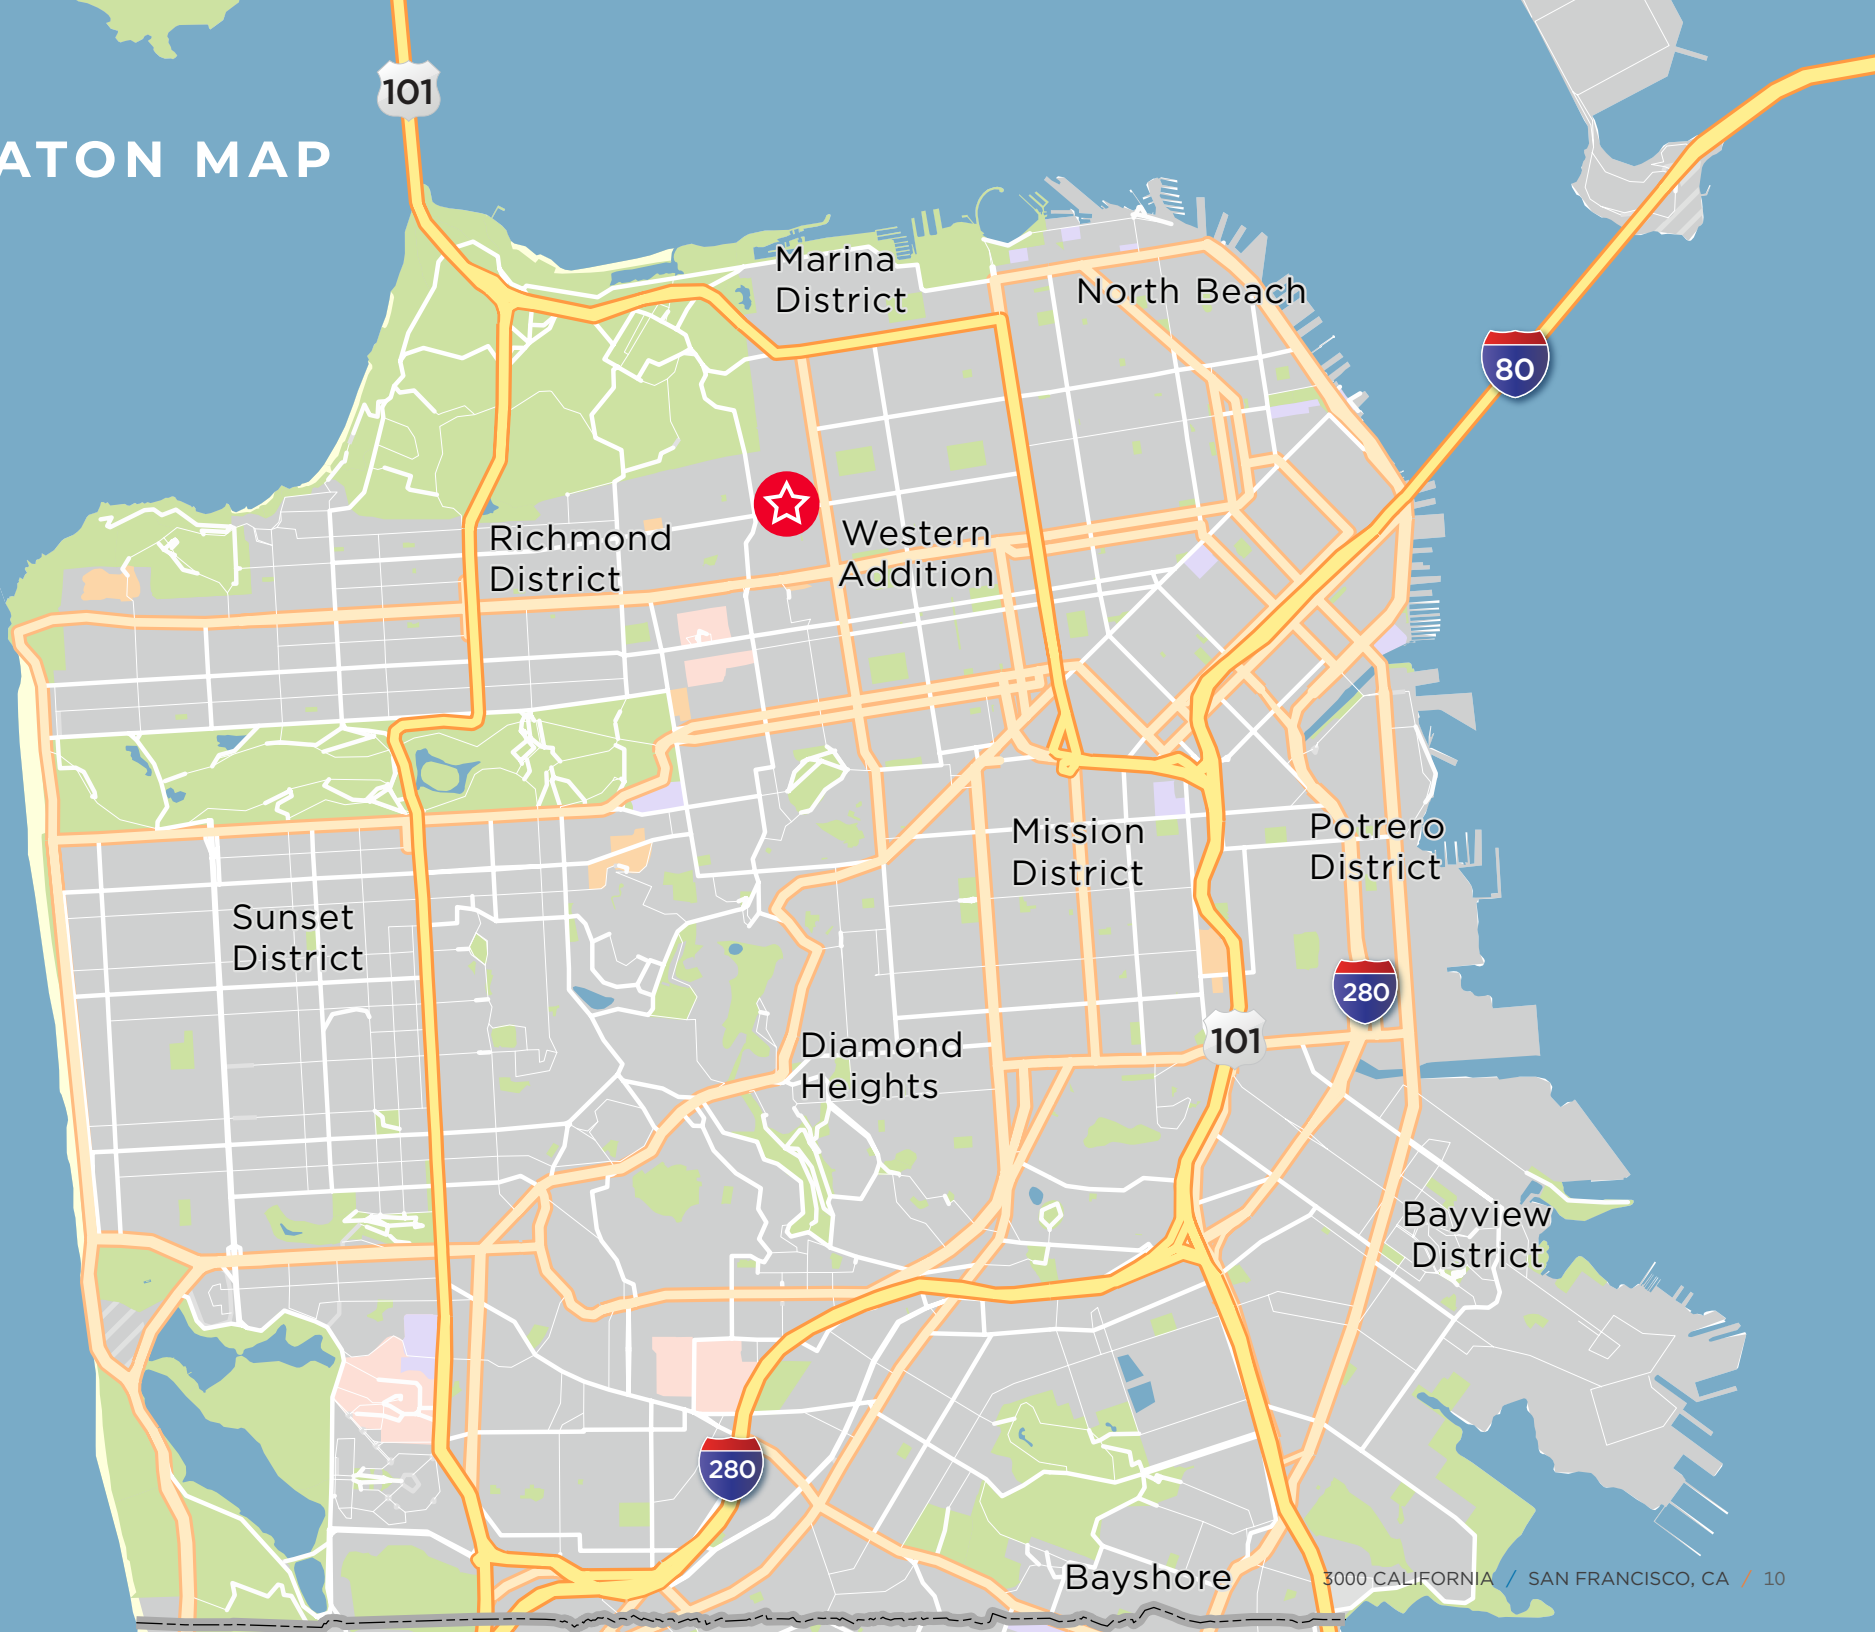 101
ATON MAP
Marina
District
North Beach
80
Richmond
District
Western
Addition
Mission
District
Potrero
District
Sunset
District
280
101
Diamond
Heights
Bayview
District
280
Bayshore
3000 CALIFORNIA / SAN FRANCISCO, CA / 10